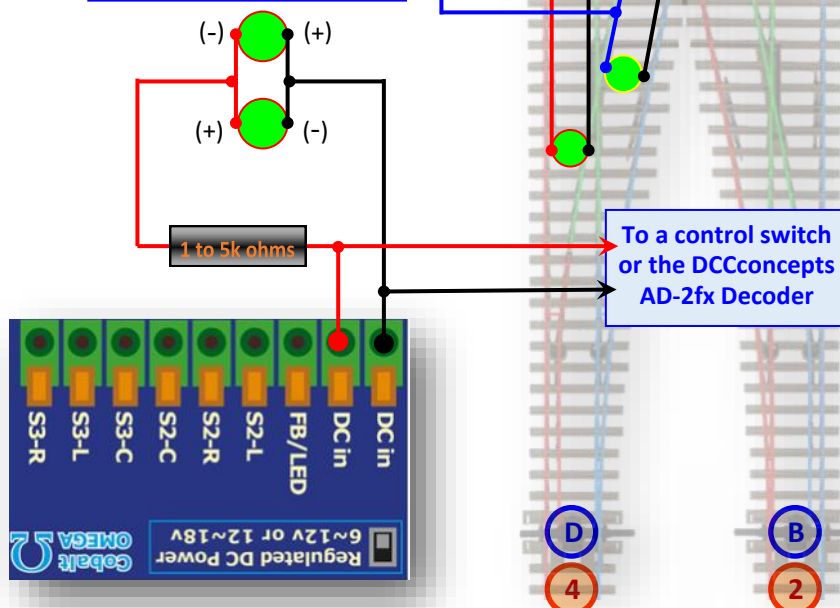 (-)
(+)
(+)
(-)
1 to 5k ohms
To a control switch
or the DCCconcepts
AD-2fx Decoder
S3-R
S3-L
S3-C
S2-C
S2-R
S2-L
FB/LED
DC in
DC in
Cobalt
OMEGA
Ω
Regulated DC Power
6~12v or 12~18v
D
B
4
2